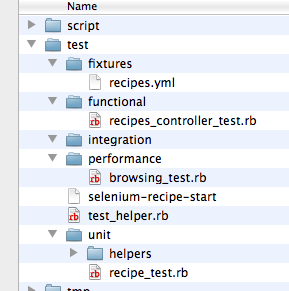 Name
script
test
fixtures
recipes.yml
functional
recipes_controller_test.rb
integration
performance
browsing_test.rb
selenium-recipe-start
test_helper.rb
unit
helpers
recipe_test.rb
tmp